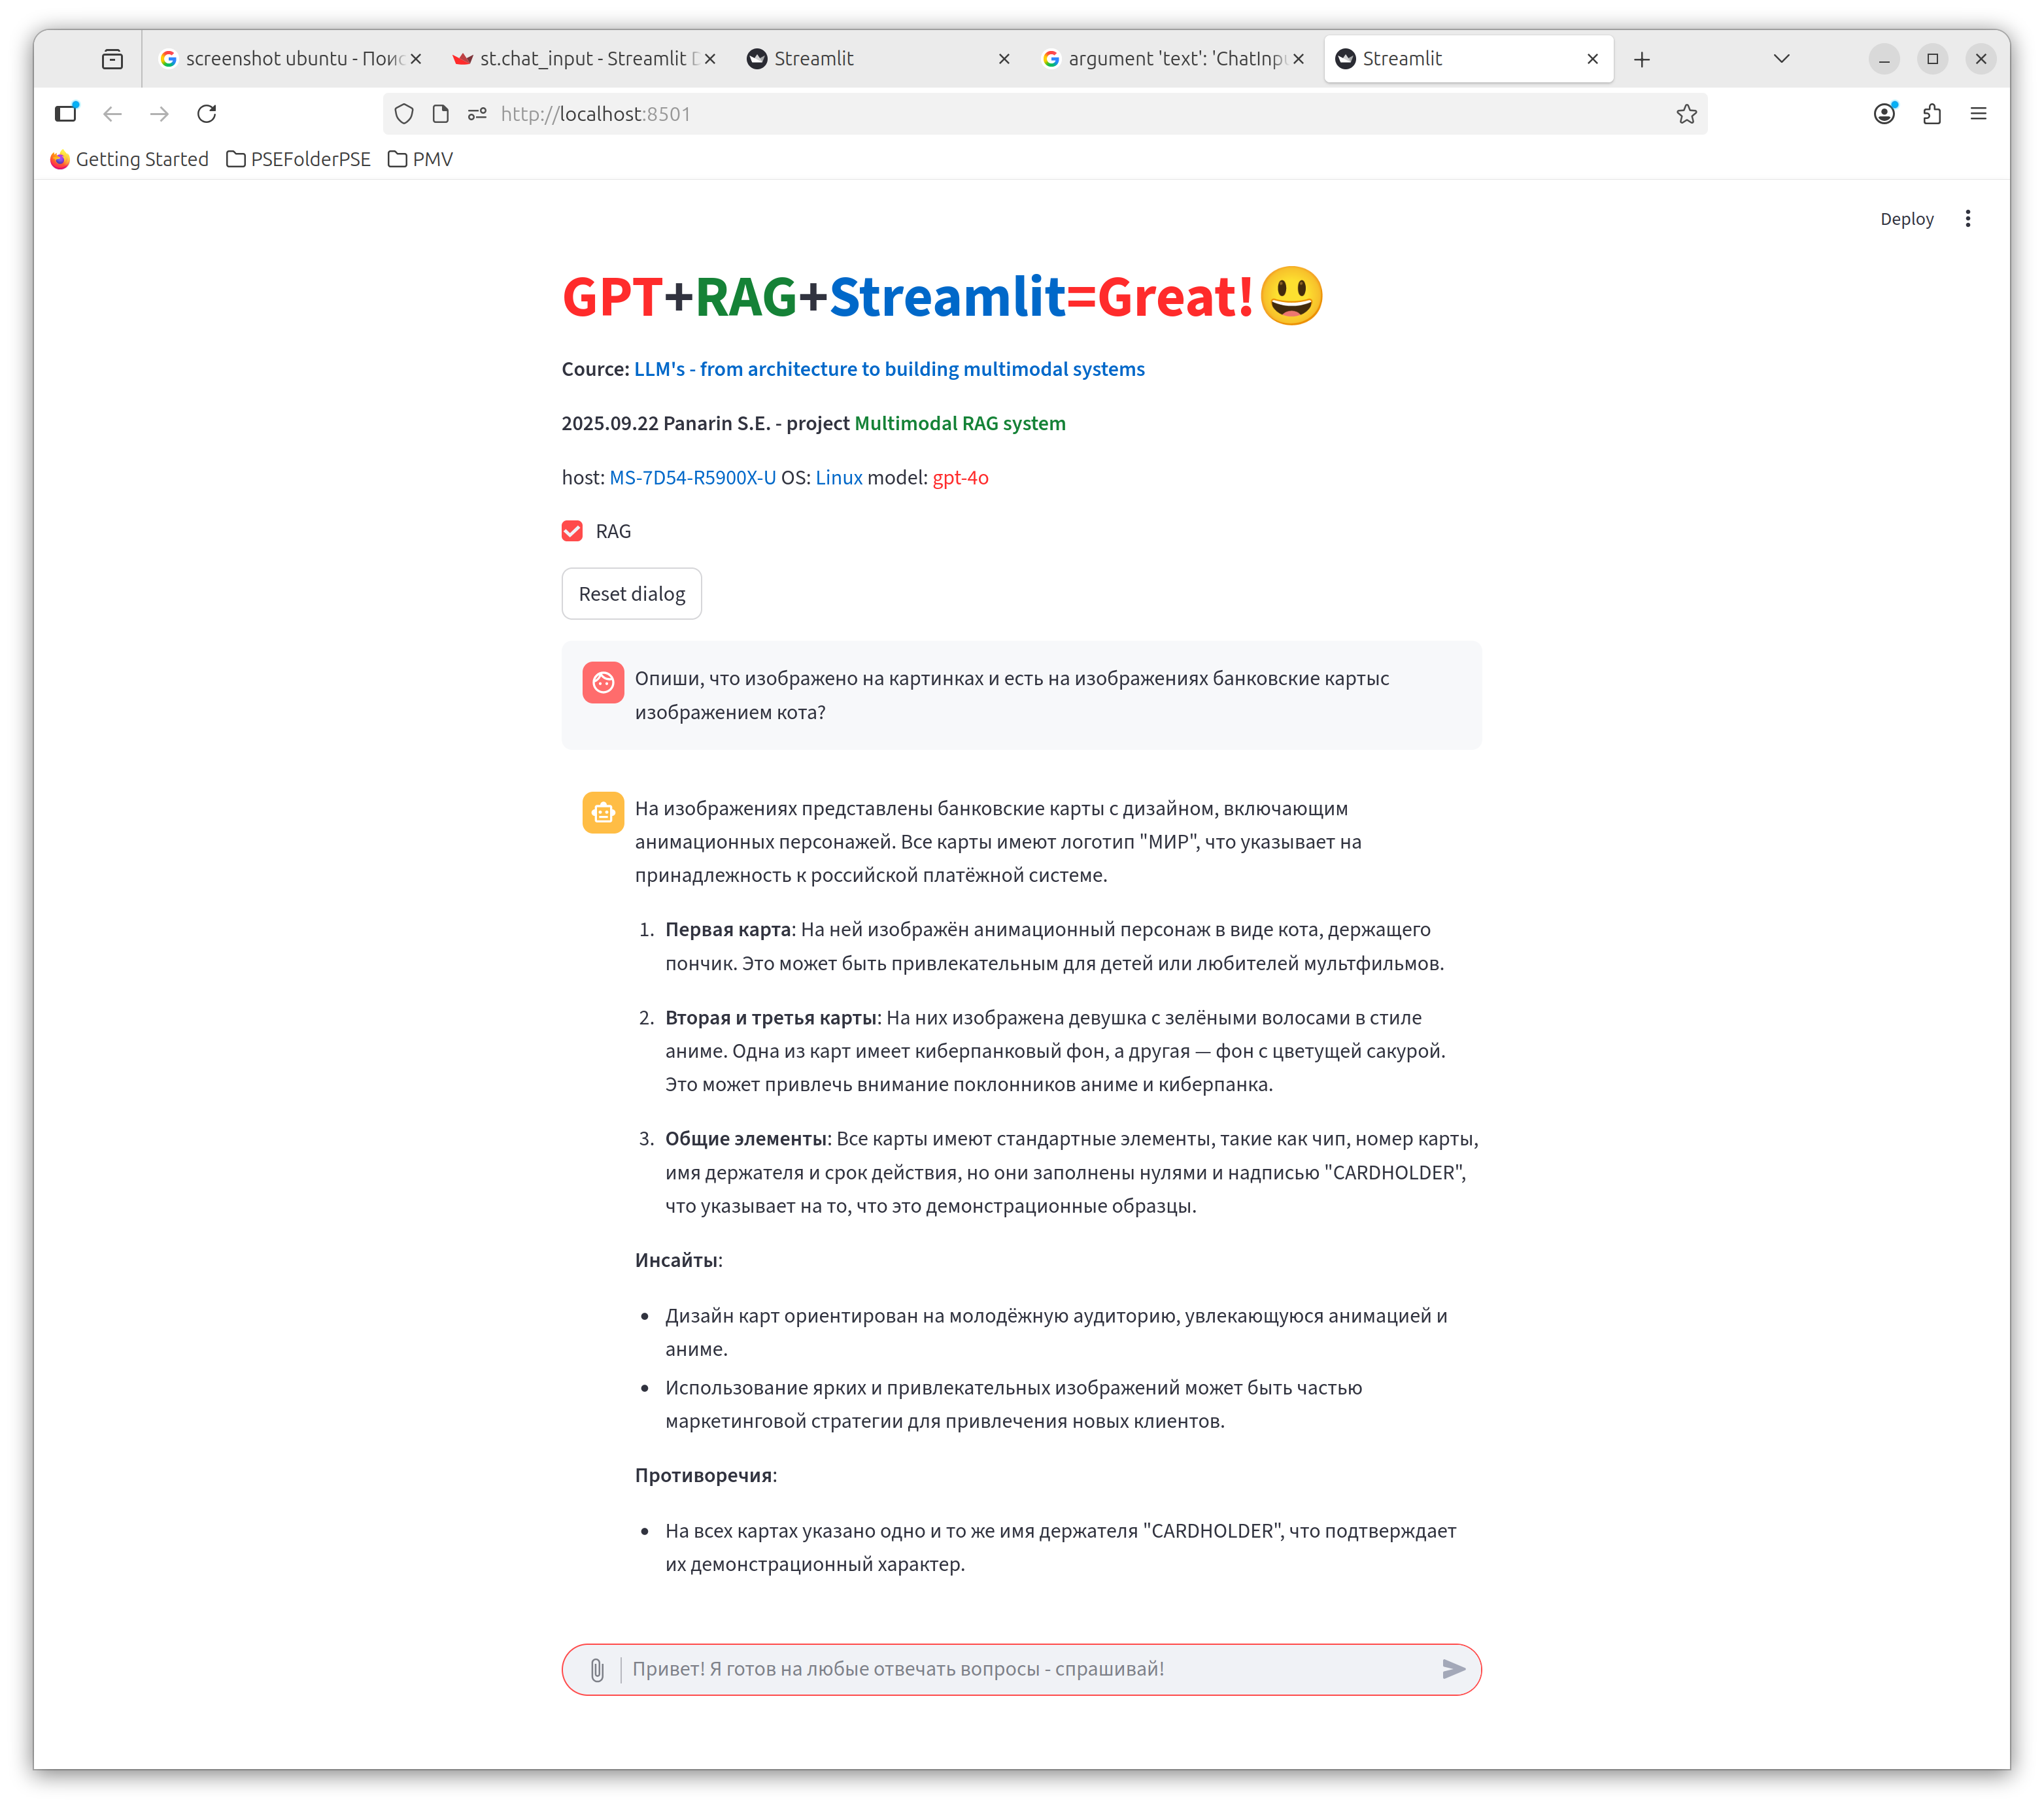 screenshot ubuntu - Поис
st.chat_input - Streamlit D
Streamlit
argument 'text': 'ChatInpu
Streamlit
http://localhost:8501
Getting Started
PSEFolderPSE
PMV
Deploy
GPT+RAG+Streamlit=Great!😃
Cource: LLM's - from architecture to building multimodal systems
2025.09.22 Panarin S.E. - project Multimodal RAG system
host: MS-7D54-R5900X-U OS: Linux model: gpt-4o
RAG
Reset dialog
Опиши, что изображено на картинках и есть на изображениях банковские картыс
изображением кота?
На изображениях представлены банковские карты с дизайном, включающим
анимационных персонажей. Все карты имеют логотип "МИР", что указывает на
принадлежность к российской платёжной системе.
1. Первая карта: На ней изображён анимационный персонаж в виде кота, держащего
пончик. Это может быть привлекательным для детей или любителей мультфильмов.
2. Вторая и третья карты: На них изображена девушка с зелёными волосами в стиле
аниме. Одна из карт имеет киберпанковый фон, а другая — фон с цветущей сакурой.
Это может привлечь внимание поклонников аниме и киберпанка.
3. Общие элементы: Все карты имеют стандартные элементы, такие как чип, номер карты,
имя держателя и срок действия, но они заполнены нулями и надписью "CARDHOLDER",
что указывает на то, что это демонстрационные образцы.
Инсайты:
• Дизайн карт ориентирован на молодёжную аудиторию, увлекающуюся анимацией и
аниме.
• Использование ярких и привлекательных изображений может быть частью
маркетинговой стратегии для привлечения новых клиентов.
Противоречия:
• На всех картах указано одно и то же имя держателя "CARDHOLDER", что подтверждает
их демонстрационный характер.
Привет! Я готов на любые отвечать вопросы - спрашивай!